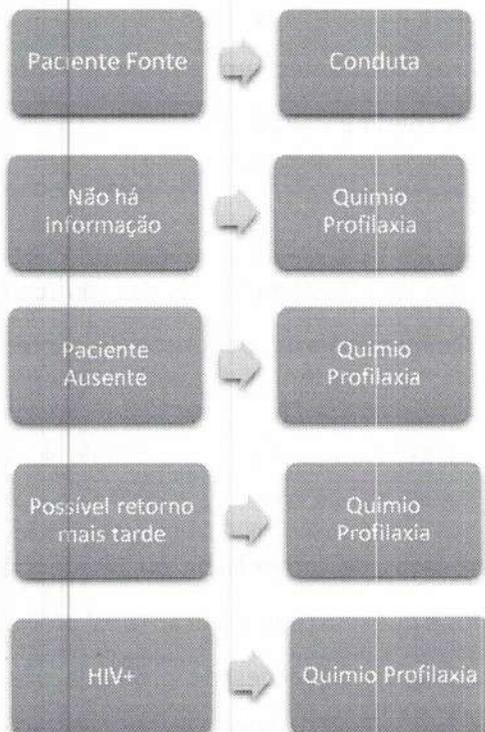 Paciente Fonte
Conduta
Não há
informação
Quimio
Profilaxia
Paciente
Ausente
Quimio
Profilaxia
Possível retorno
mais tarde
Quimio
Profilaxia
HIV+
Quimio Profilaxia